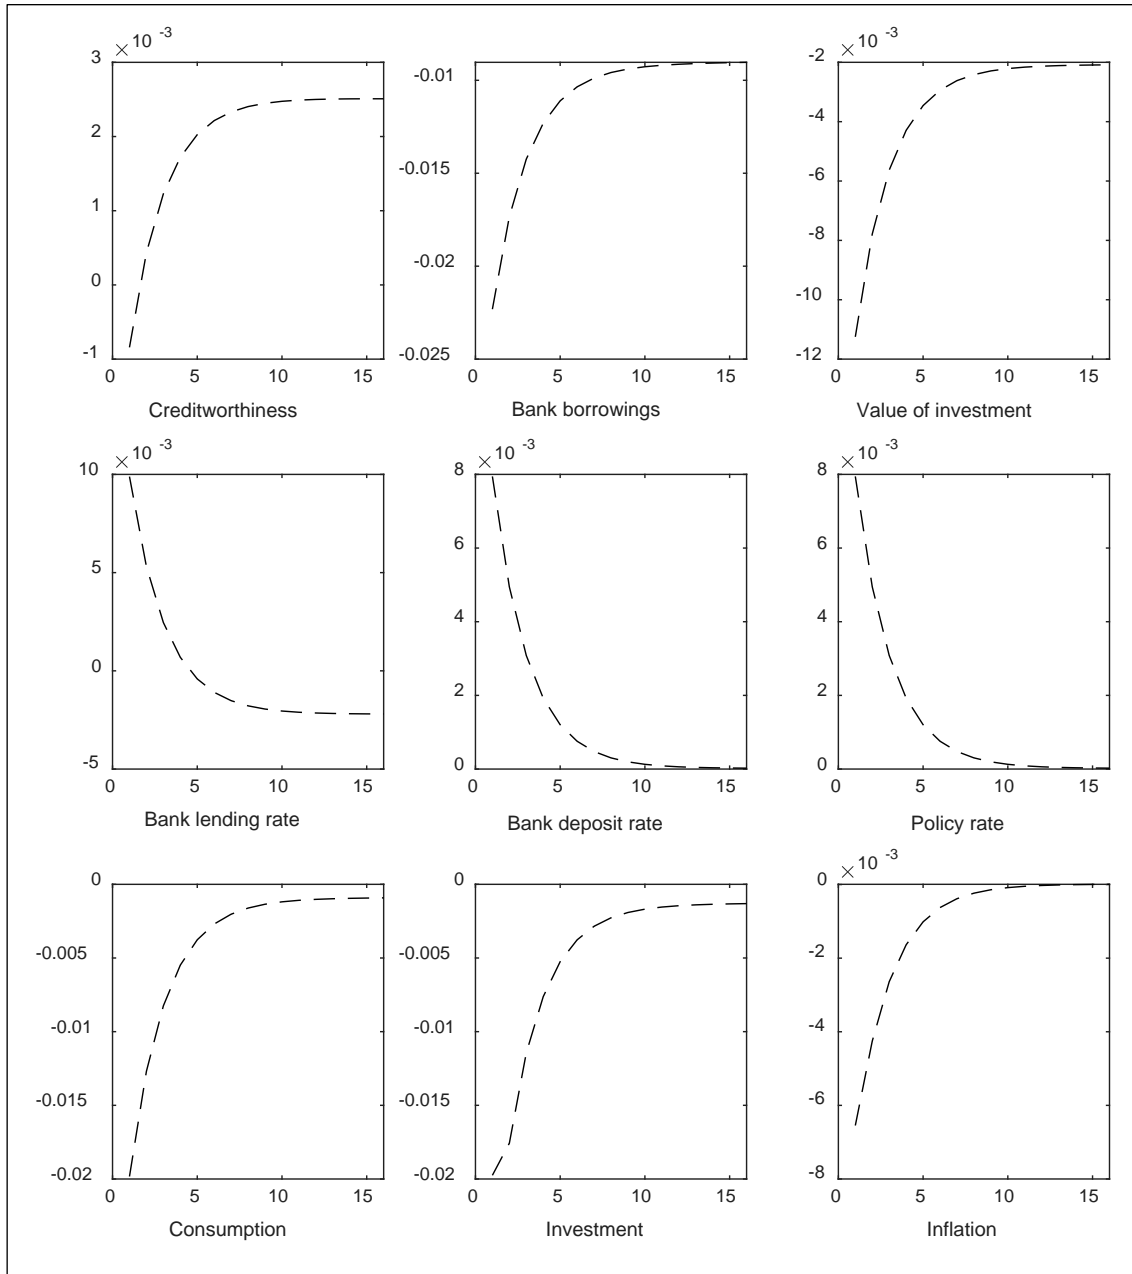 × 10 -3
3
2
1
0
-1
0 5 10 15
Creditworthiness
-0.01
-0.015
-0.02
-0.025
0 5 10 15
Bank borrowings
× 10 -3
-2
-4
-6
-8
-10
-12
0 5 10 15
Value of investment
× 10 -3
10
5
0
-5
0 5 10 15
Bank lending rate
× 10 -3
8
6
4
2
0
0 5 10 15
Bank deposit rate
× 10 -3
8
6
4
2
0
0 5 10 15
Policy rate
0
-0.005
-0.01
-0.015
-0.02
0 5 10 15
Consumption
0
-0.005
-0.01
-0.015
-0.02
0 5 10 15
Investment
× 10 -3
0
-2
-4
-6
-8
0 5 10 15
Inflation